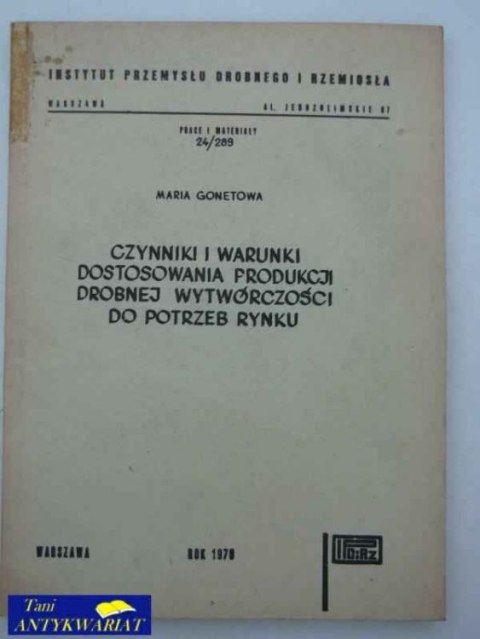 INSTYTUT PRZEMYSŁU DROBNEGO I RZEMIOSŁA
WARSZAWA AL. JEROZOLIMSKIE 87
PRACE I MATERIAŁY
24/289
MARIA GONETOWA
CZYNNIKI I WARUNKI
DOSTOSOWANIA PRODUKCJI
DROBNEJ WYTWÓRCZOŚCI
DO POTRZEB RYNKU
WARSZAWA ROK 1978
IPDiRz
Tani
ANTYKWARIAT